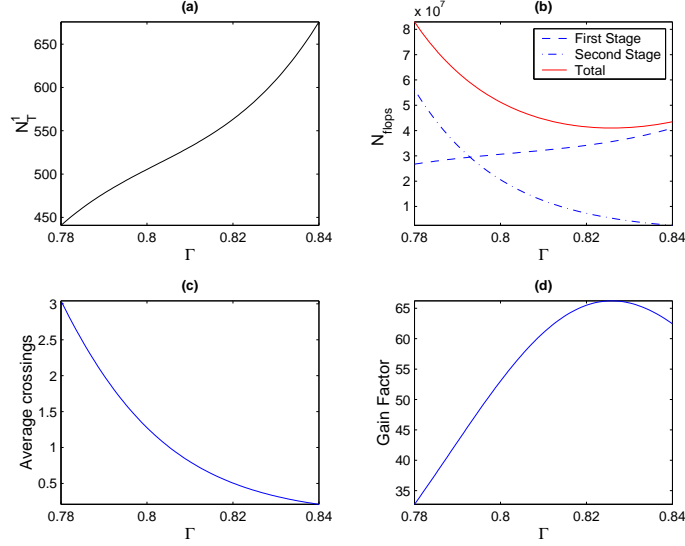 (a)
650
600
550
500
450
N_T^1
0.78 0.8 0.82 0.84
Γ
(b)
x 10^7
8
7
6
5
4
3
2
1
N_flops
First Stage
Second Stage
Total
0.78 0.8 0.82 0.84
Γ
(c)
3
2.5
2
1.5
1
0.5
Average crossings
0.78 0.8 0.82 0.84
Γ
(d)
65
60
55
50
45
40
35
Gain Factor
0.78 0.8 0.82 0.84
Γ